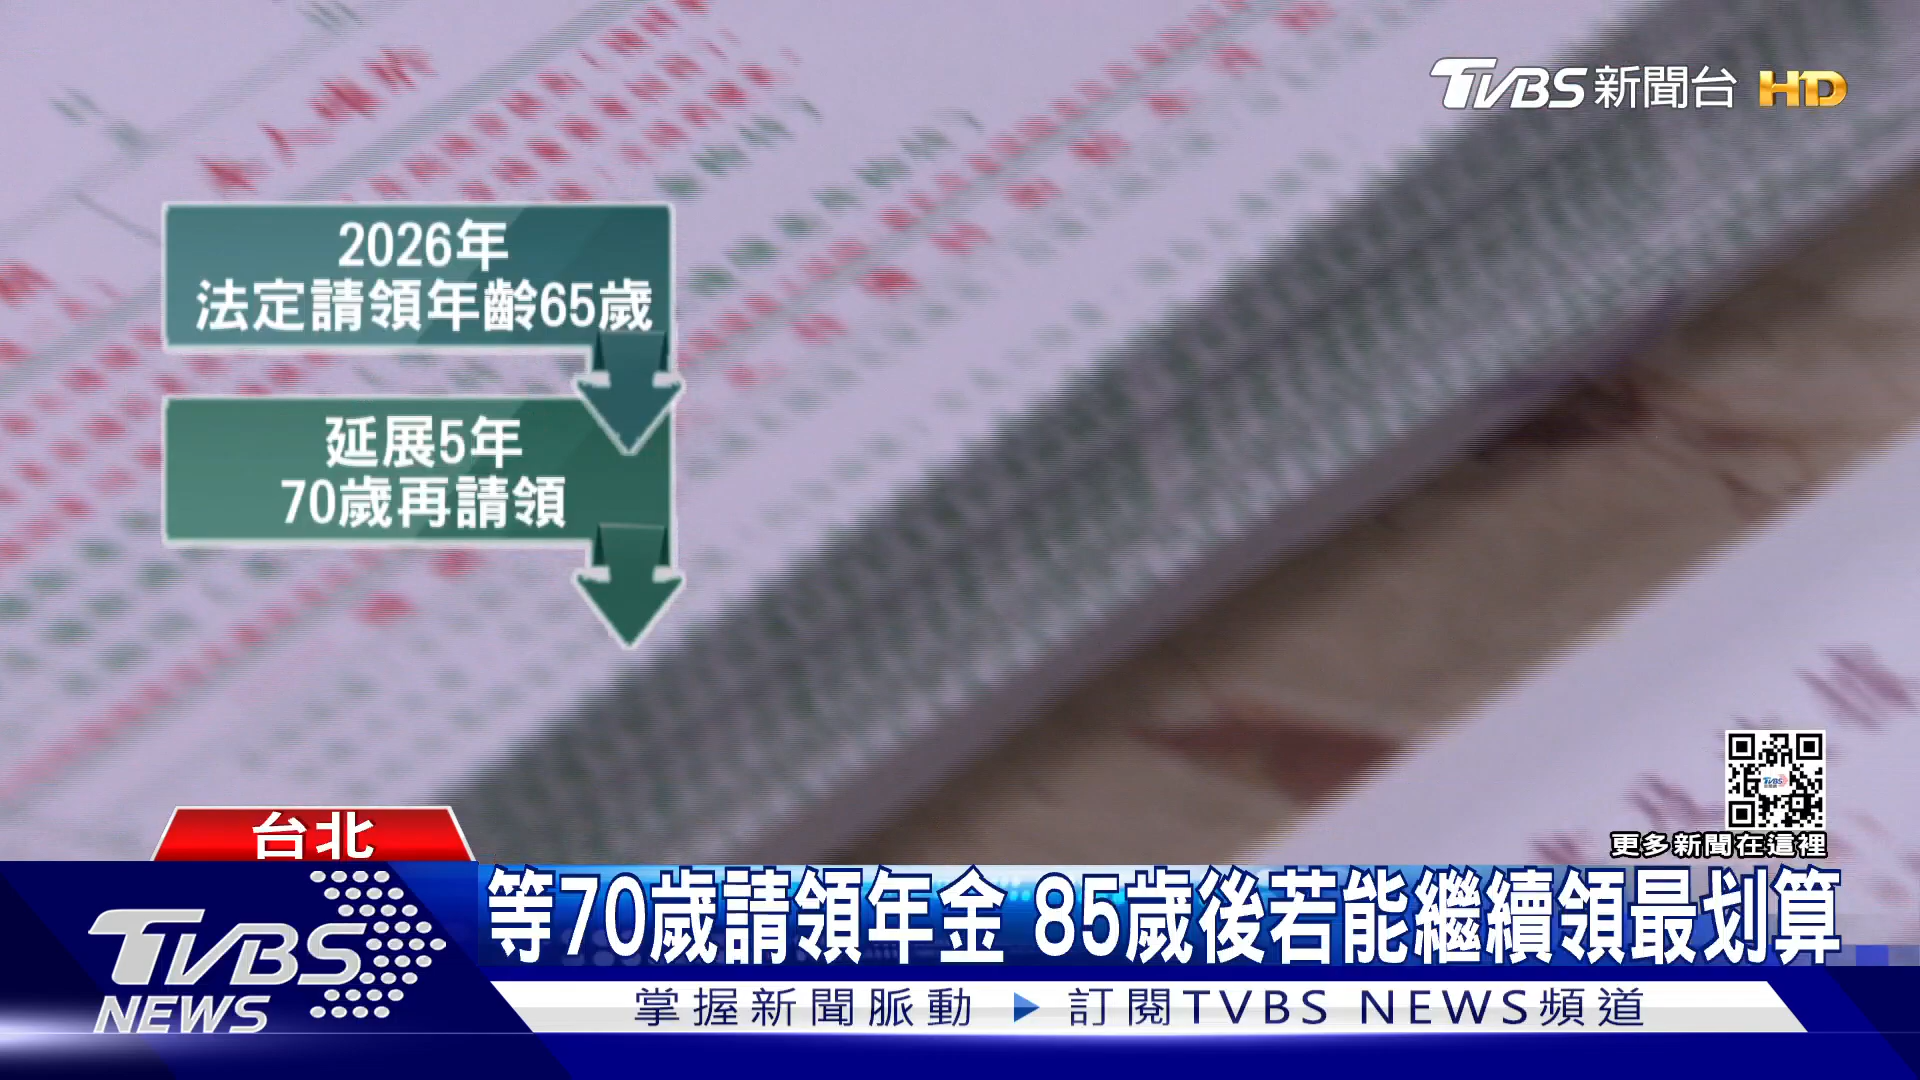 TVBS新聞台 HD
2026年
法定請領年齡65歲
延展5年
70歲再請領
TVBS
更多新聞在這裡
台北
等70歲請領年金 85歲後若能繼續領最划算
TVBS
NEWS
掌握新聞脈動 ▶ 訂閱TVBS NEWS頻道